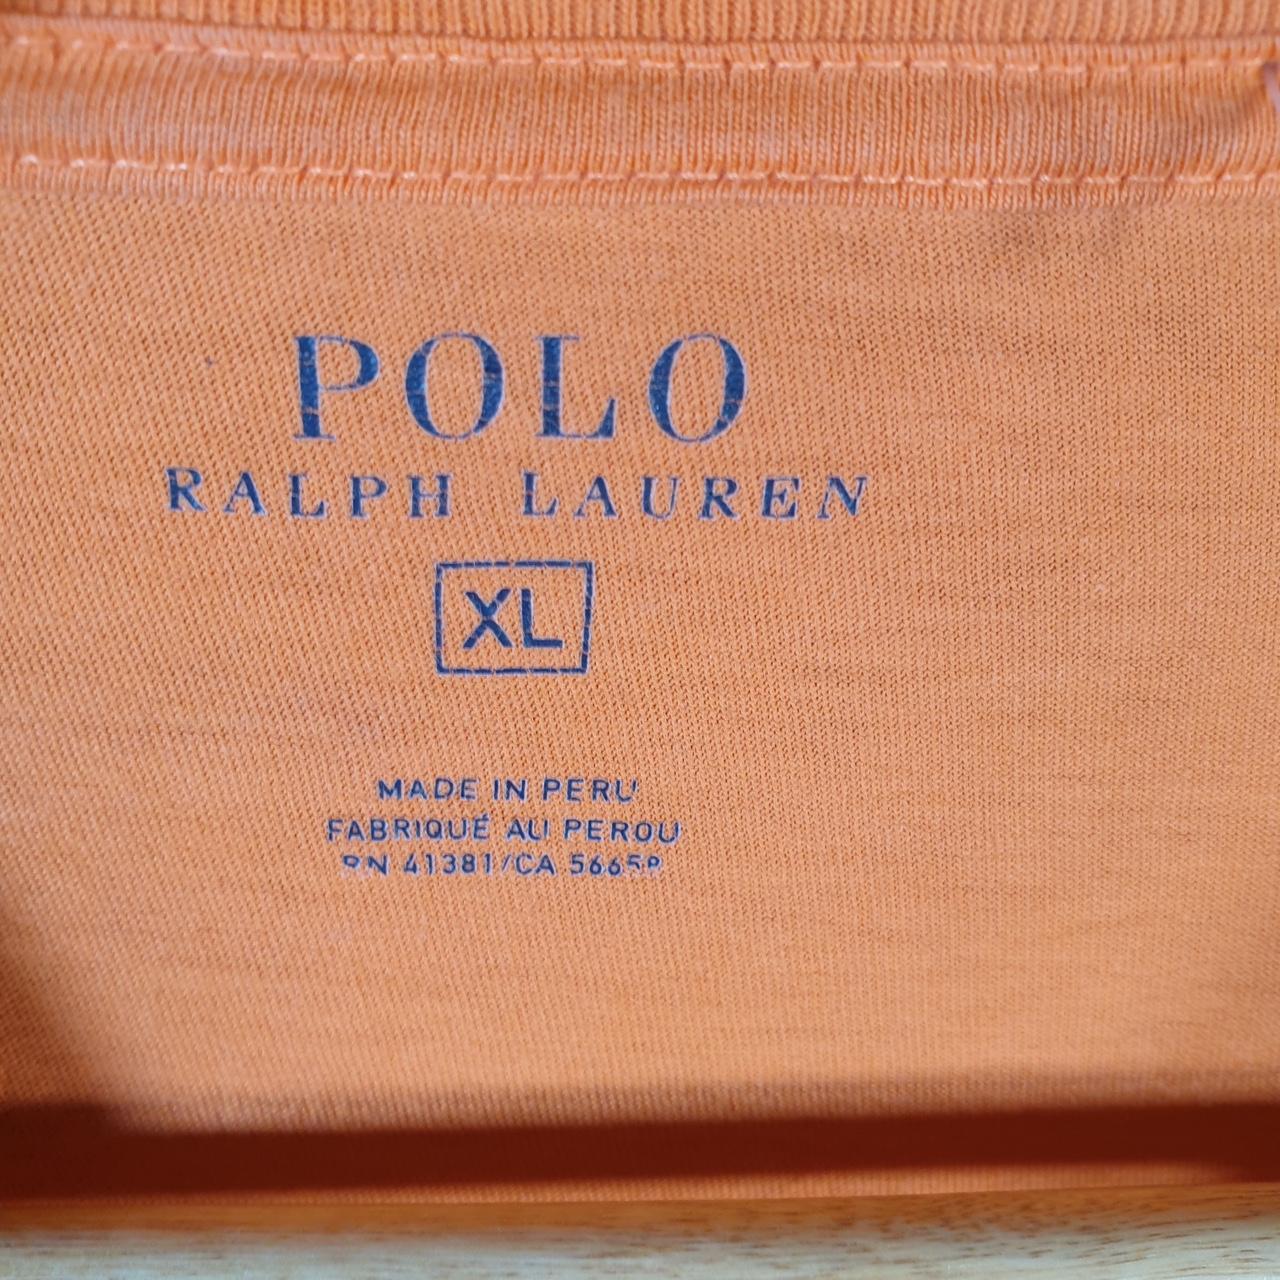 POLO
RALPH LAUREN
XL
MADE IN PERU
FABRIQUÉ AU PEROU
RN 41381/CA 56658